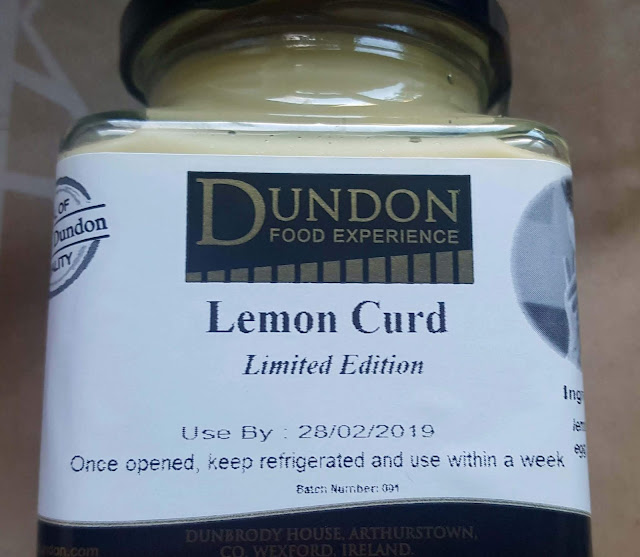 DUNDON
FOOD EXPERIENCE
OF
Dundon
Lemon Curd
Limited Edition
Use By : 28/02/2019
Once opened, keep refrigerated and use within a week
Batch Number: 091
DUNBRODY HOUSE, ARTHURSTOWN,
CO. WEXFORD, IRELAND.